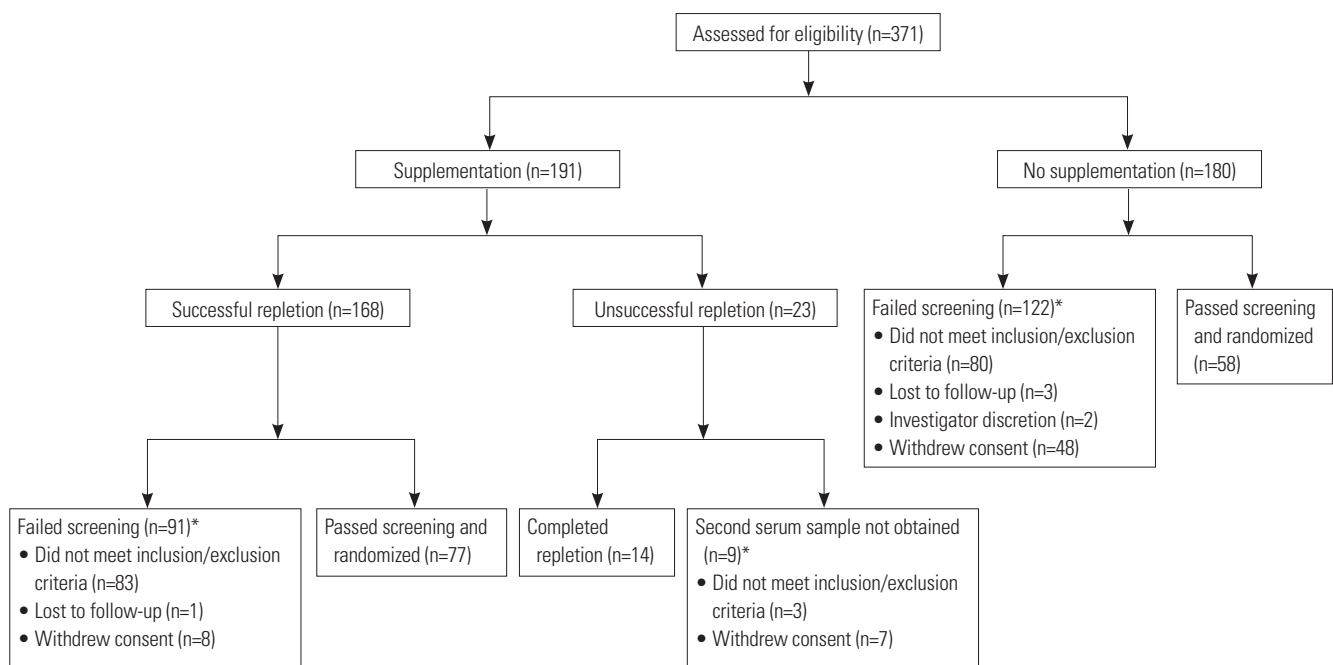 Assessed for eligibility (n=371)
Supplementation (n=191)
No supplementation (n=180)
Successful repletion (n=168)
Unsuccessful repletion (n=23)
Failed screening (n=122)*
• Did not meet inclusion/exclusion
criteria (n=80)
• Lost to follow-up (n=3)
• Investigator discretion (n=2)
• Withdrew consent (n=48)
Passed screening
and randomized
(n=58)
Failed screening (n=91)*
• Did not meet inclusion/exclusion
criteria (n=83)
• Lost to follow-up (n=1)
• Withdrew consent (n=8)
Passed screening and
randomized (n=77)
Completed
repletion (n=14)
Second serum sample not obtained
(n=9)*
• Did not meet inclusion/exclusion
criteria (n=3)
• Withdrew consent (n=7)